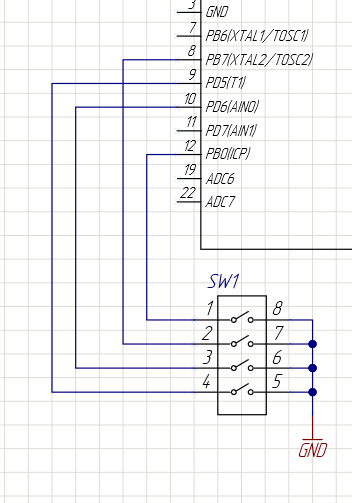 3 GND
7 PB6(XTAL1/TOSC1)
8 PB7(XTAL2/TOSC2)
9 PD5(T1)
10 PD6(AIN0)
11 PD7(AIN1)
12 PB0(ICP)
19 ADC6
22 ADC7
SW1
1 8
2 7
3 6
4 5
GND